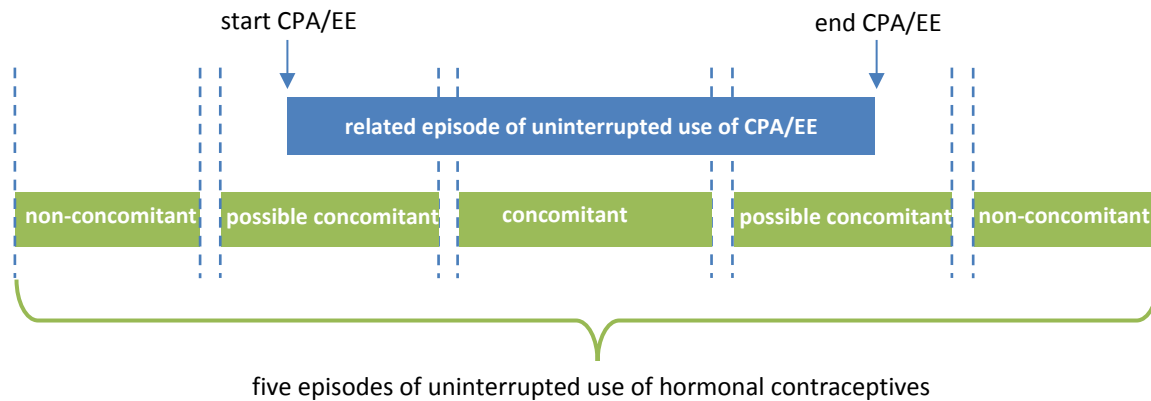 start CPA/EE
end CPA/EE
related episode of uninterrupted use of CPA/EE
non-concomitant
possible concomitant
concomitant
possible concomitant
non-concomitant
five episodes of uninterrupted use of hormonal contraceptives